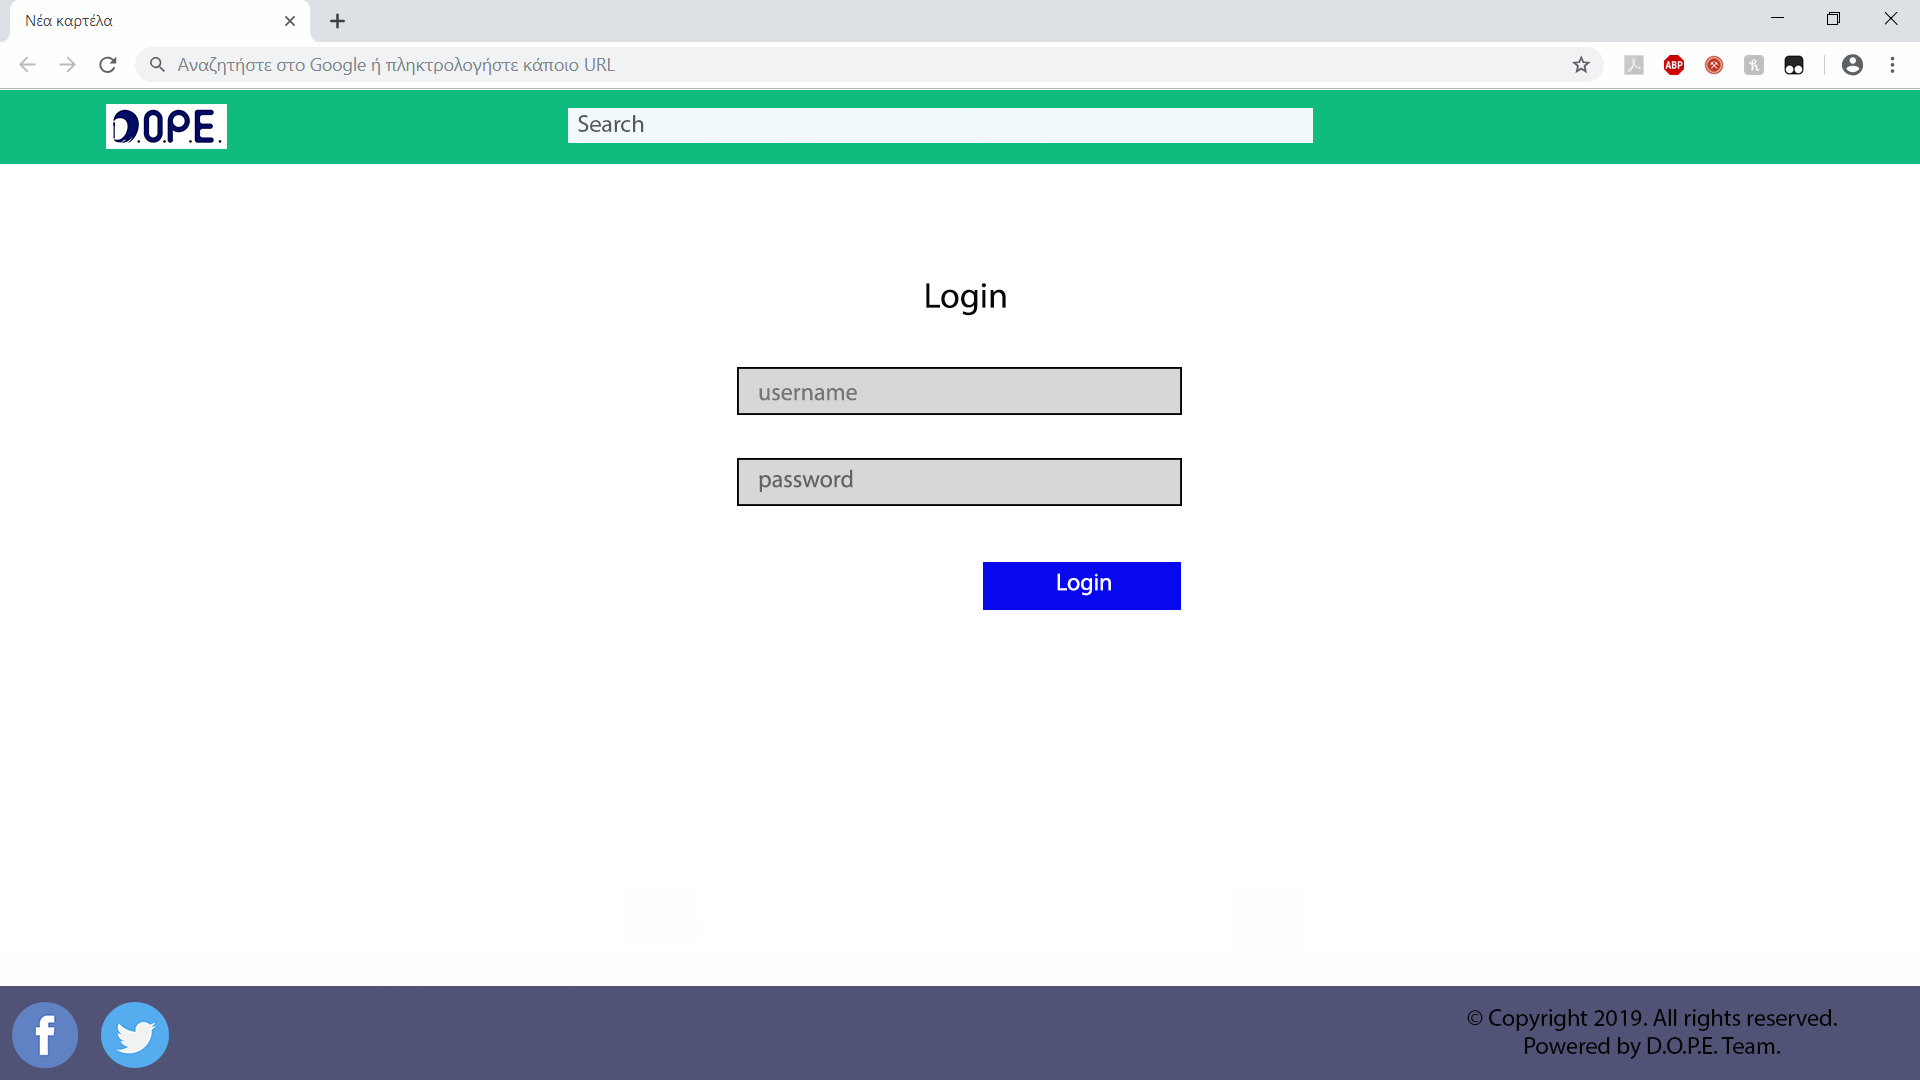 Νέα καρτέλα
Αναζητήστε στο Google ή πληκτρολογήστε κάποιο URL
ABP
D.O.P.E.
Search
Login
username
password
Login
© Copyright 2019. All rights reserved.
Powered by D.O.P.E. Team.